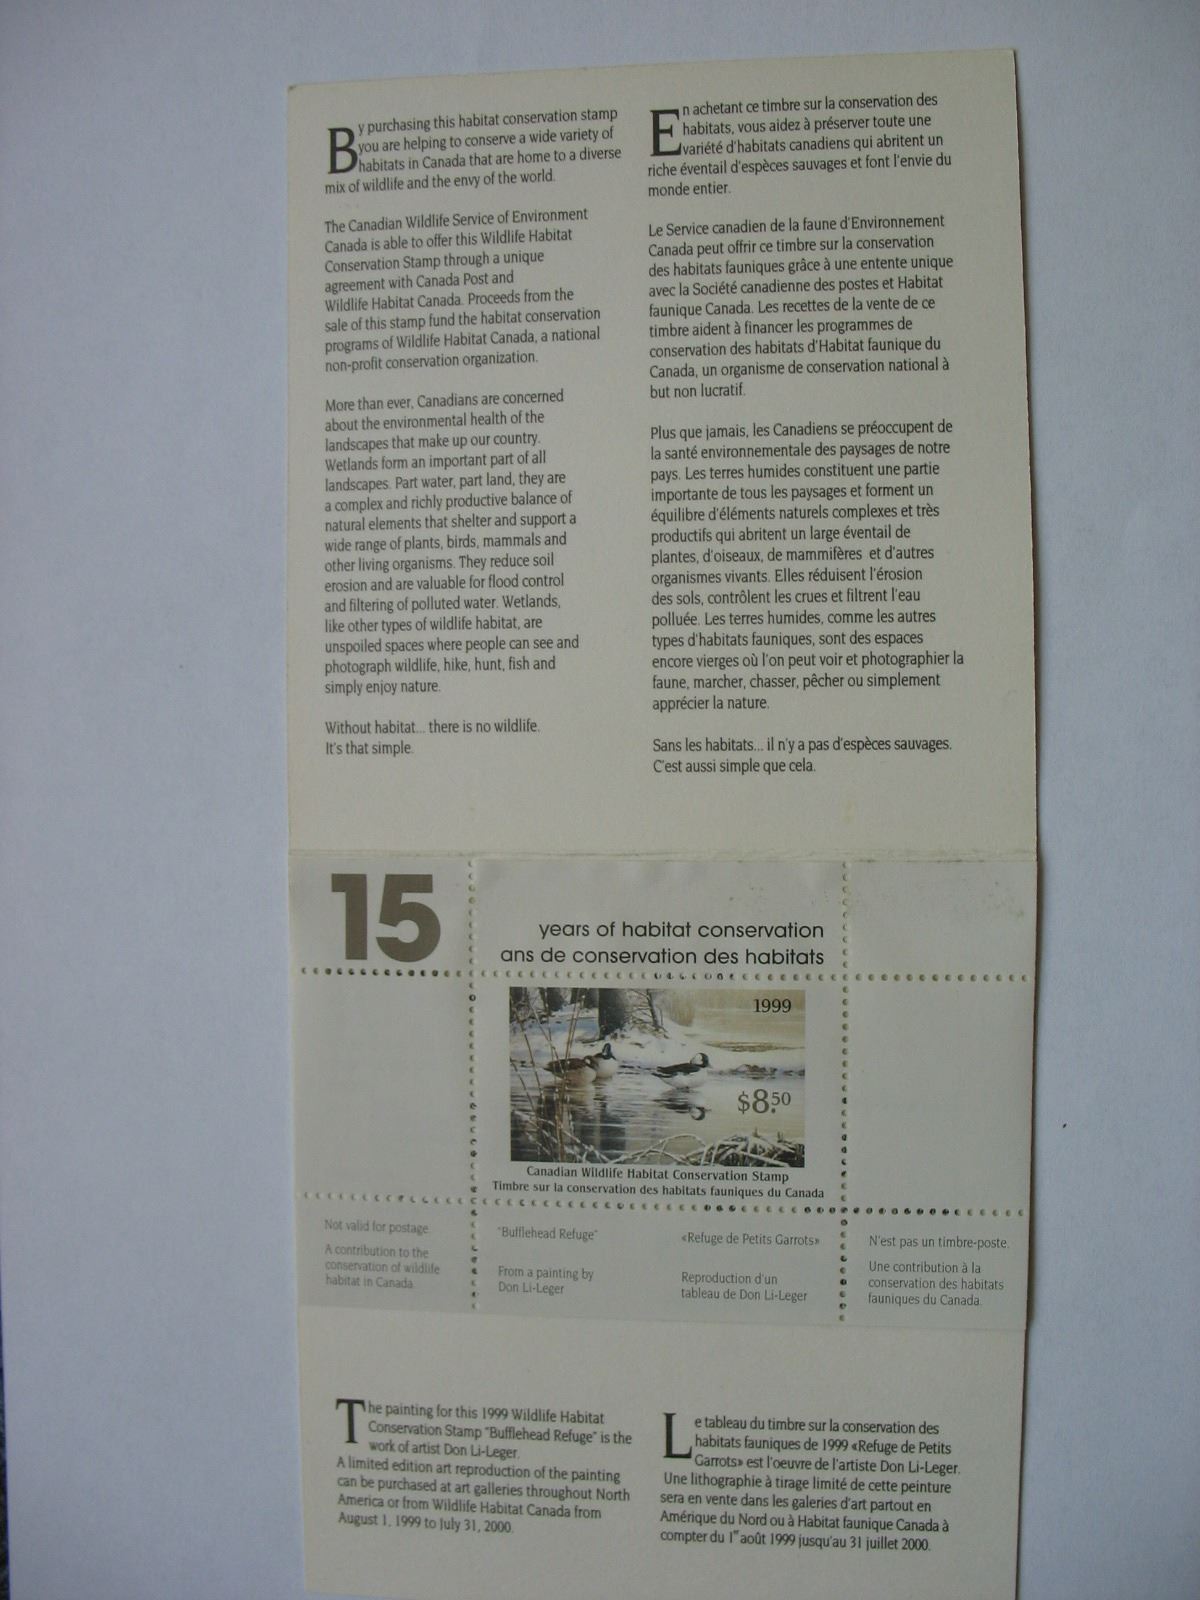 By purchasing this habitat conservation stamp
you are helping to conserve a wide variety of
habitats in Canada that are home to a diverse
mix of wildlife and the envy of the world.
The Canadian Wildlife Service of Environment
Canada is able to offer this Wildlife Habitat
Conservation Stamp through a unique
agreement with Canada Post and
Wildlife Habitat Canada. Proceeds from the
sale of this stamp fund the habitat conservation
programs of Wildlife Habitat Canada, a national
non-profit conservation organization.
More than ever, Canadians are concerned
about the environmental health of the
landscapes that make up our country.
Wetlands form an important part of all
landscapes. Part water, part land, they are
a complex and richly productive balance of
natural elements that shelter and support a
wide range of plants, birds, mammals and
other living organisms. They reduce soil
erosion and are valuable for flood control
and filtering of polluted water. Wetlands,
like other types of wildlife habitat, are
unspoiled spaces where people can see and
photograph wildlife, hike, hunt, fish and
simply enjoy nature.
Without habitat... there is no wildlife.
It's that simple.
En achetant ce timbre sur la conservation des
habitats, vous aidez à préserver toute une
variété d'habitats canadiens qui abritent un
riche éventail d'espèces sauvages et font l'envie du
monde entier.
Le Service canadien de la faune d'Environnement
Canada peut offrir ce timbre sur la conservation
des habitats fauniques grâce à une entente unique
avec la Société canadienne des postes et Habitat
faunique Canada. Les recettes de la vente de ce
timbre aident à financer les programmes de
conservation des habitats d'Habitat faunique du
Canada, un organisme de conservation national à
but non lucratif.
Plus que jamais, les Canadiens se préoccupent de
la santé environnementale des paysages de notre
pays. Les terres humides constituent une partie
importante de tous les paysages et forment un
équilibre d'éléments naturels complexes et très
productifs qui abritent un large éventail de
plantes, d'oiseaux, de mammifères et d'autres
organismes vivants. Elles réduisent l'érosion
des sols, contrôlent les crues et filtrent l'eau
polluée. Les terres humides, comme les autres
types d'habitats fauniques, sont des espaces
encore vierges où l'on peut voir et photographier la
faune, marcher, chasser, pêcher ou simplement
apprécier la nature.
Sans les habitats... il n'y a pas d'espèces sauvages.
C'est aussi simple que cela.
15
years of habitat conservation
ans de conservation des habitats
1999
$8.50
Canadian Wildlife Habitat Conservation Stamp
Timbre sur la conservation des habitats fauniques du Canada
Not valid for postage.
A contribution to the
conservation of wildlife
habitat in Canada.
"Bufflehead Refuge"
From a painting by
Don Li-Leger
«Refuge de Petits Garrots»
Reproduction d'un
tableau de Don Li-Leger
N'est pas un timbre-poste.
Une contribution à la
conservation des habitats
fauniques du Canada.
The painting for this 1999 Wildlife Habitat
Conservation Stamp "Bufflehead Refuge" is the
work of artist Don Li-Leger.
A limited edition art reproduction of the painting
can be purchased at art galleries throughout North
America or from Wildlife Habitat Canada from
August 1, 1999 to July 31, 2000.
Le tableau du timbre sur la conservation des
habitats fauniques de 1999 «Refuge de Petits
Garrots» est l'oeuvre de l'artiste Don Li-Leger.
Une lithographie à tirage limité de cette peinture
sera en vente dans les galeries d'art partout en
Amérique du Nord ou à Habitat faunique Canada à
compter du 1er août 1999 jusqu'au 31 juillet 2000.